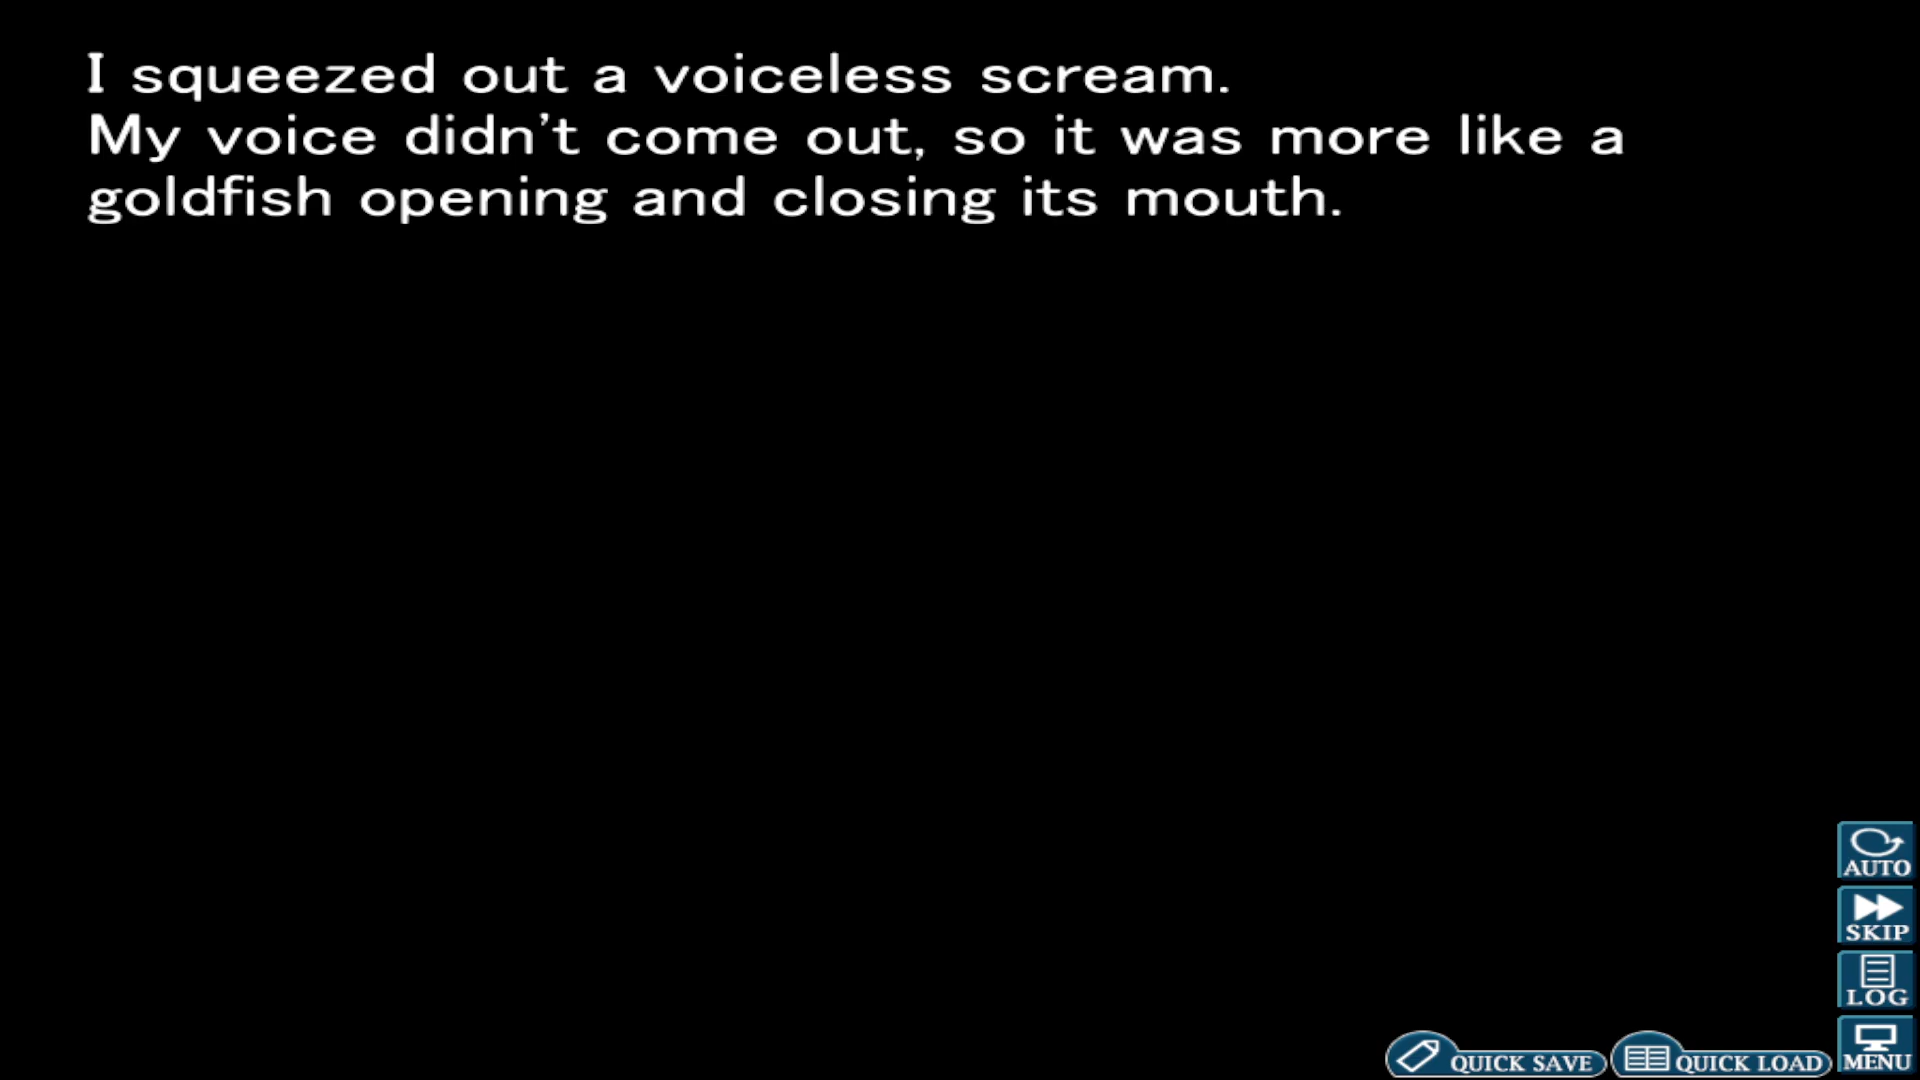 I squeezed out a voiceless scream.
My voice didn't come out, so it was more like a
goldfish opening and closing its mouth.
AUTO
SKIP
LOG
QUICK SAVE
QUICK LOAD
MENU